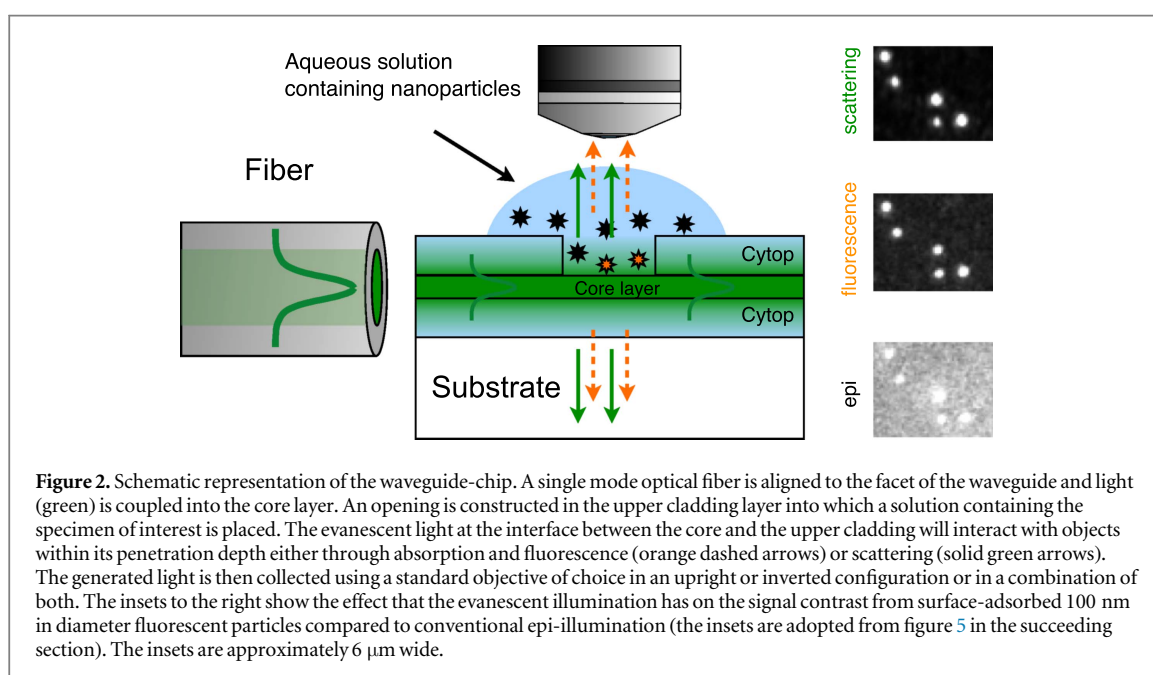 Aqueous solution
containing nanoparticles
Fiber
Cytop
Core layer
Cytop
Substrate
scattering
fluorescence
epi
Figure 2. Schematic representation of the waveguide-chip. A single mode optical fiber is aligned to the facet of the waveguide and light
(green) is coupled into the core layer. An opening is constructed in the upper cladding layer into which a solution containing the
specimen of interest is placed. The evanescent light at the interface between the core and the upper cladding will interact with objects
within its penetration depth either through absorption and fluorescence (orange dashed arrows) or scattering (solid green arrows).
The generated light is then collected using a standard objective of choice in an upright or inverted configuration or in a combination of
both. The insets to the right show the effect that the evanescent illumination has on the signal contrast from surface-adsorbed 100 nm
in diameter fluorescent particles compared to conventional epi-illumination (the insets are adopted from figure 5 in the succeeding
section). The insets are approximately 6 μm wide.